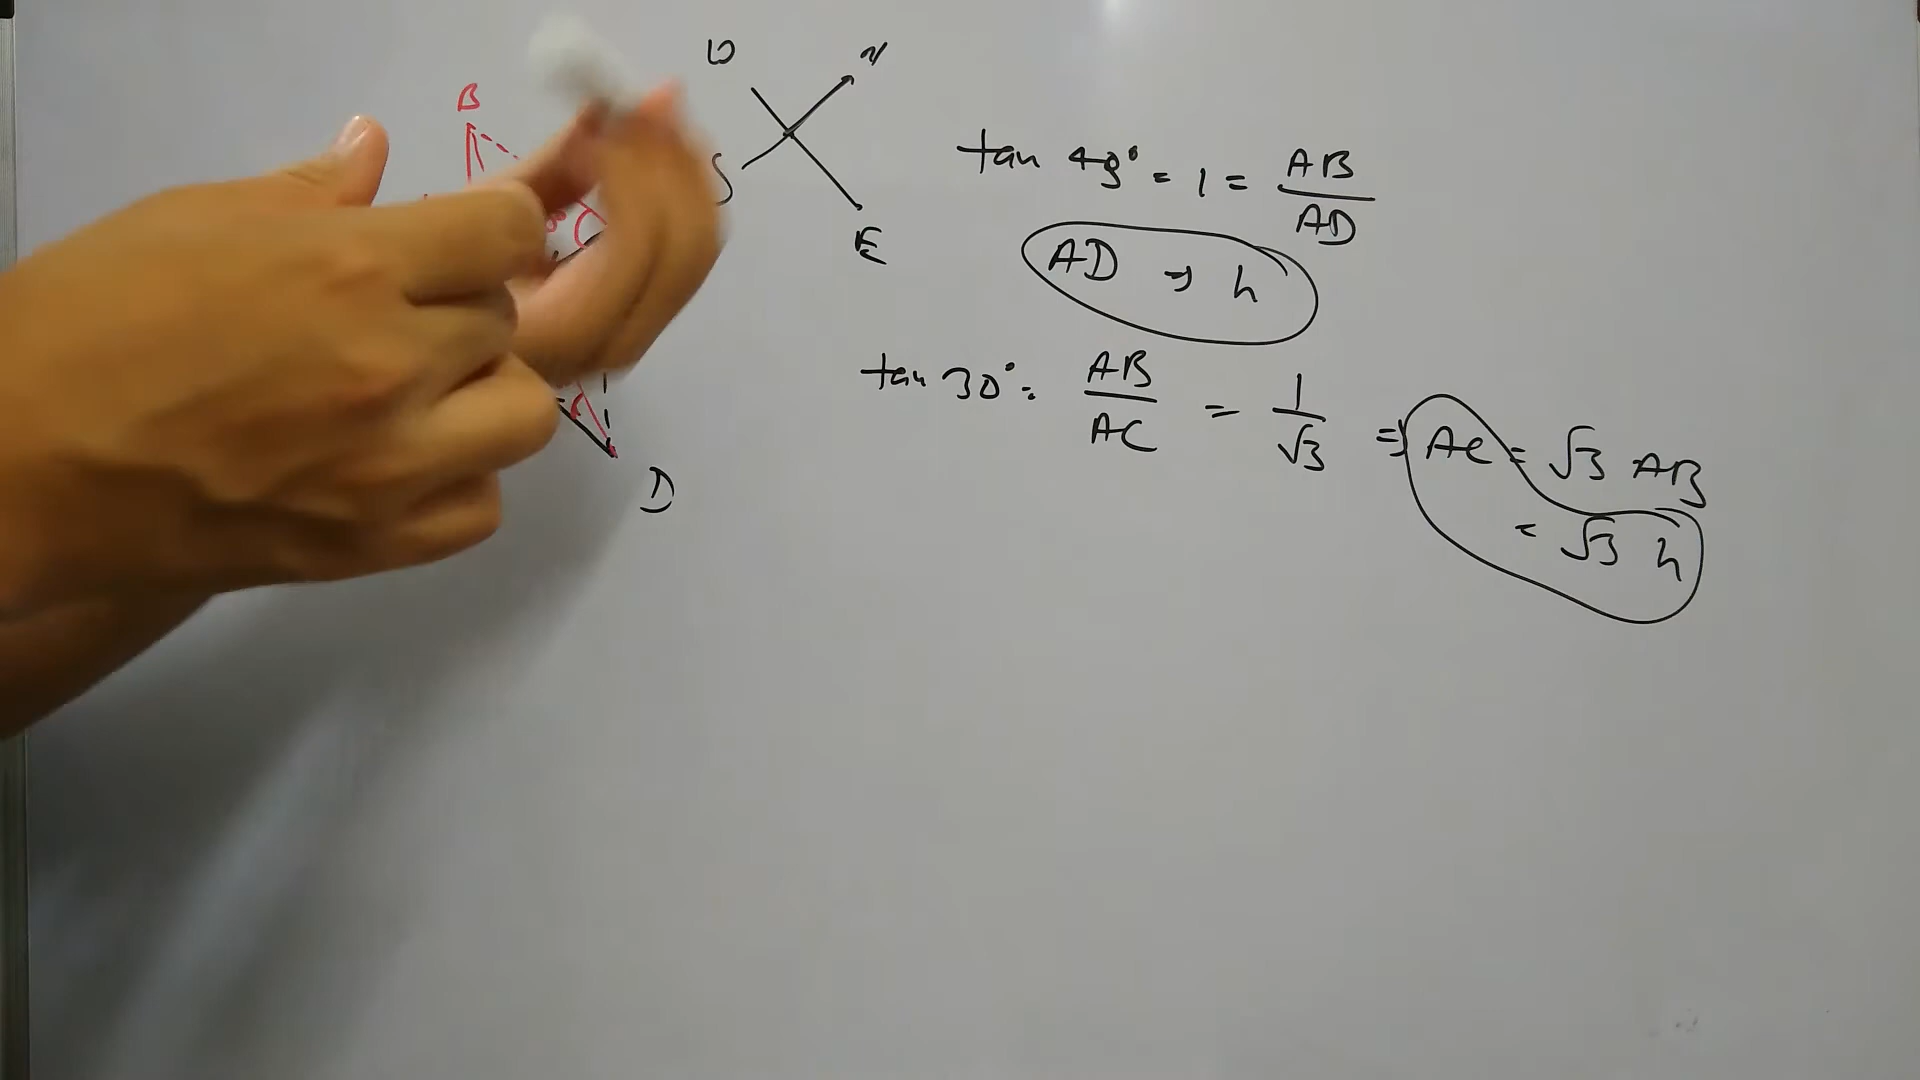 W N
B
S
E
D
tan 45° = 1 = AB/AD
AD → h
tan 30° = AB/AC = 1/√3 ⇒ AC = √3 AB
= √3 h